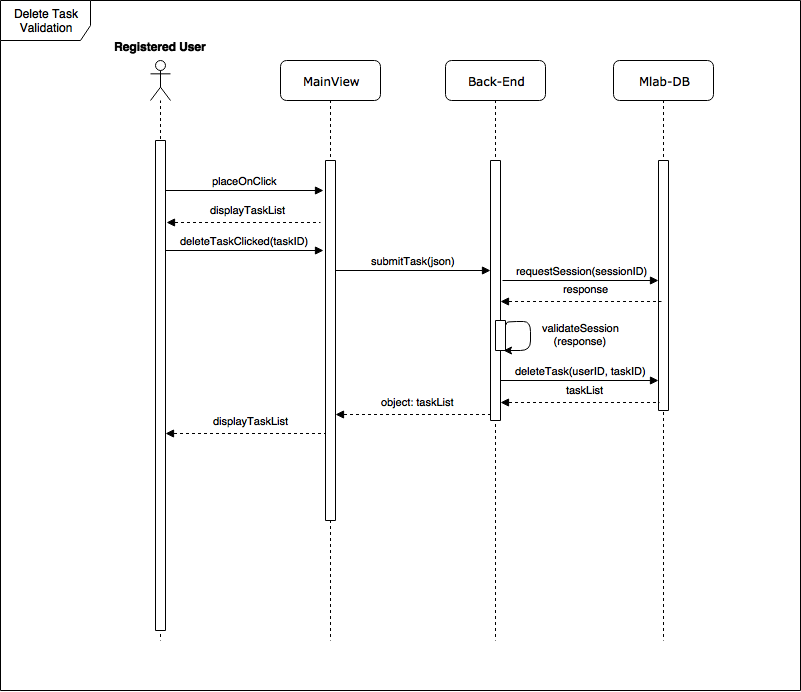 Delete Task
Validation
Registered User
MainView
Back-End
Mlab-DB
placeOnClick
displayTaskList
deleteTaskClicked(taskID)
submitTask(json)
requestSession(sessionID)
response
validateSession
(response)
deleteTask(userID, taskID)
taskList
object: taskList
displayTaskList